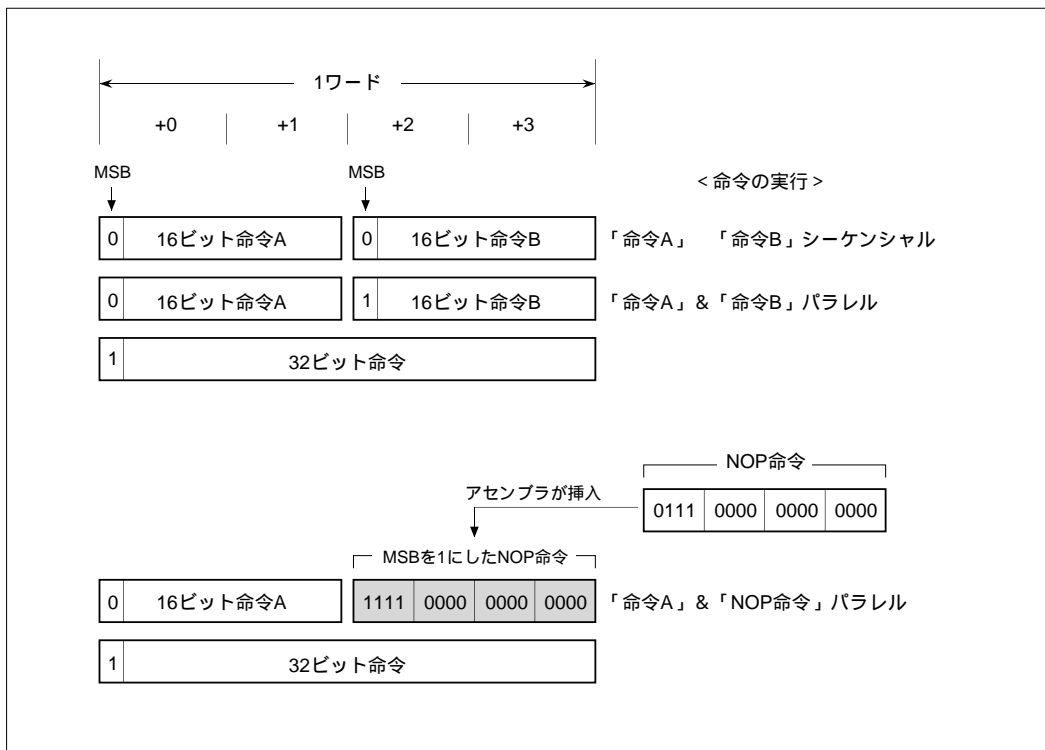 1ワード
+0 +1 +2 +3
MSB MSB
<命令の実行>
0 16ビット命令A 0 16ビット命令B 「命令A」 「命令B」シーケンシャル
0 16ビット命令A 1 16ビット命令B 「命令A」&「命令B」パラレル
1 32ビット命令
NOP命令
アセンブラが挿入
0111 0000 0000 0000
MSBを1にしたNOP命令
0 16ビット命令A 1111 0000 0000 0000 「命令A」&「NOP命令」パラレル
1 32ビット命令